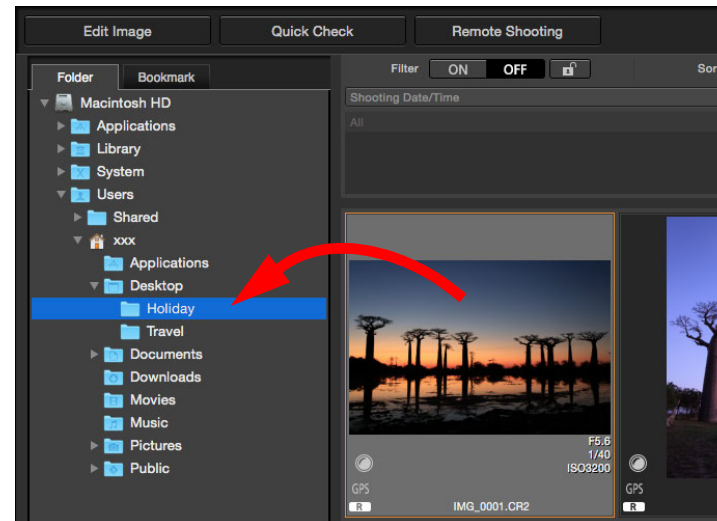 Edit Image
Quick Check
Remote Shooting
Folder
Bookmark
Filter
ON
OFF
Macintosh HD
Applications
Library
System
Users
Shared
xxx
Applications
Desktop
Holiday
Travel
Documents
Downloads
Movies
Music
Pictures
Public
Shooting Date/Time
All
F5.6
1/40
ISO3200
GPS
R
IMG_0001.CR2
GPS
R